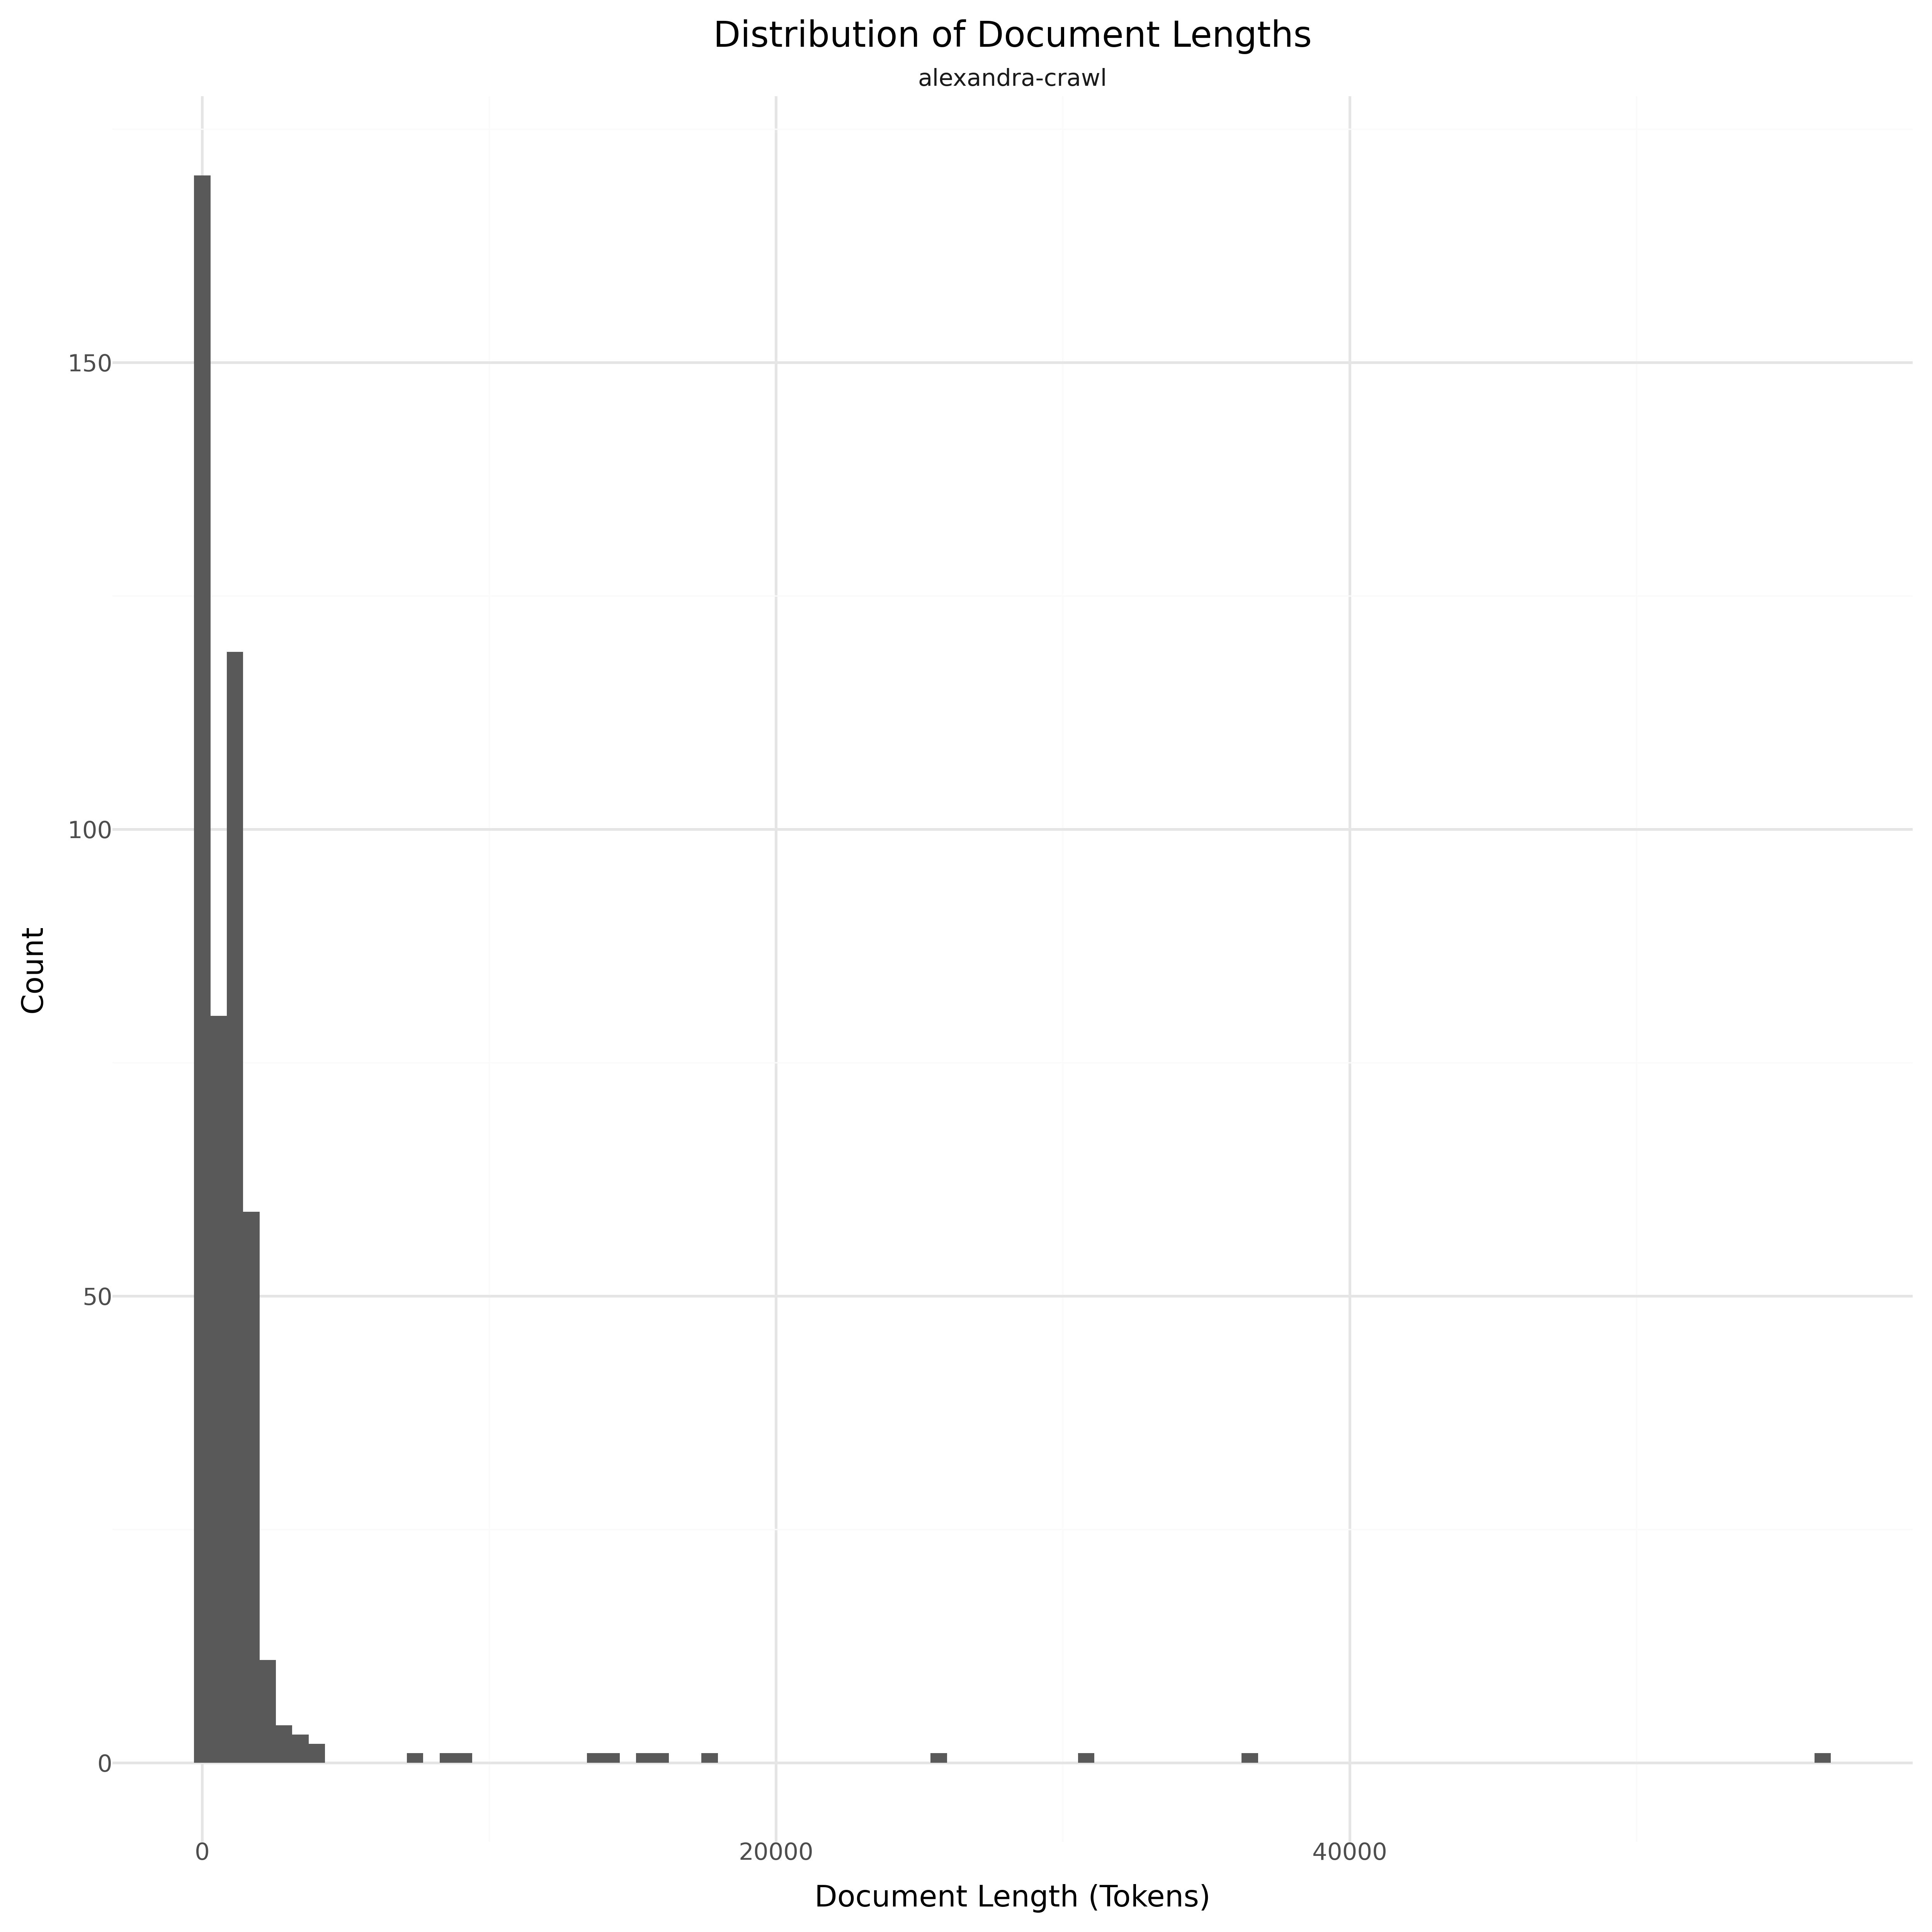 Distribution of Document Lengths
alexandra-crawl
150
100
50
0
Count
0 20000 40000
Document Length (Tokens)